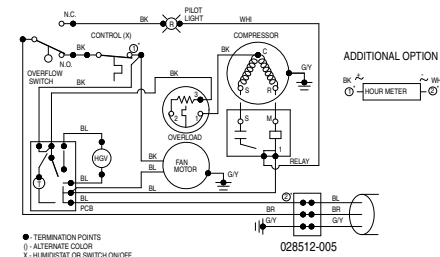 N.C.
BK
R
PILOT
LIGHT
WHI
CONTROL (X)
COMPRESSOR
1
BK
N.O.
BK
C
ADDITIONAL OPTION
OVERFLOW
SWITCH
BK
BK
S
R
G/Y
BK
HOUR METER
WH
1
2
3
2
1
S
M
OVERLOAD
1
BL
HGV
BK
FAN
MOTOR
RELAY
BL
BL
G/Y
T
BL
PCB
2
BL
BR
BR
G/Y
G/Y
028512-005
- TERMINATION POINTS
() - ALTERNATE COLOR
X - HUMIDISTAT OR SWITCH ON/OFF